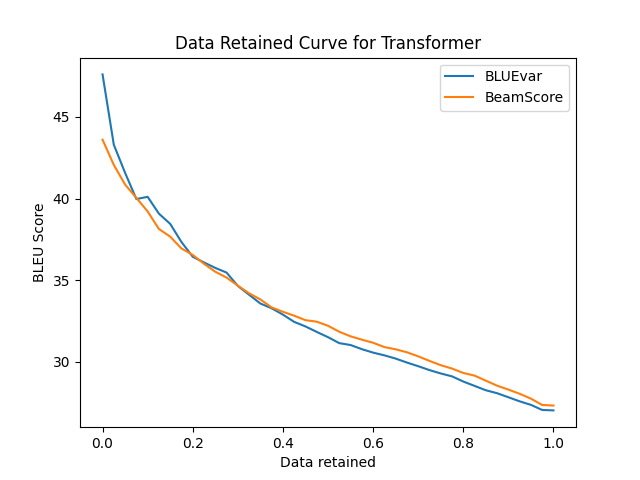 Data Retained Curve for Transformer
BLUEvar
BeamScore
BLEU Score
45
40
35
30
0.0 0.2 0.4 0.6 0.8 1.0
Data retained